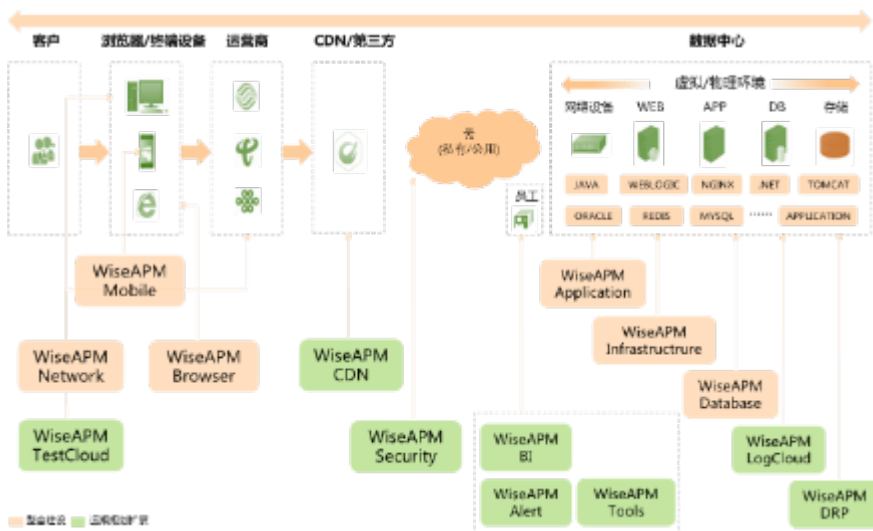 客户
浏览器/终端设备
运营商
CDN/第三方
数据中心
虚拟/物理环境
网络设备
WEB
APP
DB
存储
云
(私有/公用)
员工
JAVA
WEBLOGIC
NGINX
.NET
TOMCAT
ORACLE
REDIS
MYSQL
......
APPLICATION
WiseAPM
Mobile
WiseAPM
Application
WiseAPM
Infrastructrure
WiseAPM
Network
WiseAPM
Browser
WiseAPM
CDN
WiseAPM
Database
WiseAPM
TestCloud
WiseAPM
Security
WiseAPM
BI
WiseAPM
LogCloud
WiseAPM
Alert
WiseAPM
Tools
WiseAPM
DRP